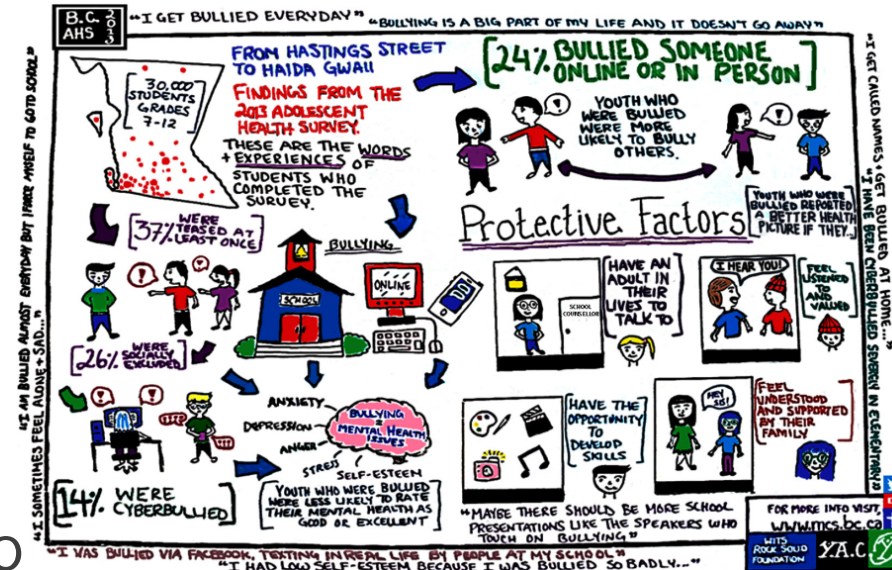 B.C.
AHS
2013
"I GET BULLIED EVERYDAY"
"BULLYING IS A BIG PART OF MY LIFE AND IT DOESN'T GO AWAY"
30,000
STUDENTS
GRADES
7-12
FROM HASTINGS STREET
TO HAIDA GWAII
FINDINGS FROM THE
2013 ADOLESCENT
HEALTH SURVEY.
THESE ARE THE WORDS
+ EXPERIENCES OF
STUDENTS WHO
COMPLETED THE
SURVEY.
24% BULLIED SOMEONE
ONLINE OR IN PERSON
!
YOUTH WHO
WERE BULLIED
WERE MORE
LIKELY TO BULLY
OTHERS.
!
37% WERE
TEASED AT
LEAST ONCE
!
!
BULLYING
SCHOOL
ONLINE
Protective Factors
YOUTH WHO WERE
BULLIED REPORTED
A BETTER HEALTH
PICTURE IF THEY..
SCHOOL
COUNSELLOR
HAVE AN
ADULT IN
THEIR
LIVES TO
TALK TO
I HEAR YOU!
FEEL
LISTENED
TO
AND
VALUED
26% WERE
SOCIALLY
EXCLUDED
!
!
14% WERE
CYBERBULLIED
ANXIETY
DEPRESSION
ANGER
STRESS
SELF-ESTEEM
BULLYING
=
MENTAL HEALTH
ISSUES
YOUTH WHO WERE BULLIED
WERE LESS LIKELY TO RATE
THEIR MENTAL HEALTH AS
GOOD OR EXCELLENT
HAVE THE
OPPORTUNITY
TO
DEVELOP
SKILLS
HEY
SIS!
FEEL
UNDERSTOOD
AND SUPPORTED
BY THEIR
FAMILY
"MAYBE THERE SHOULD BE MORE SCHOOL
PRESENTATIONS LIKE THE SPEAKERS WHO
TOUCH ON BULLYING"
FOR MORE INFO VISIT,
www.mcs.bc.ca
WITS
ROCK SOLID
FOUNDATION
YA.C
"I AM BULLIED ALMOST EVERYDAY BUT I FORCE MYSELF TO GO TO SCHOOL"
"I SOMETIMES FEEL ALONE + SAD..."
"I GET CALLED NAMES + GET BULLIED AT TIMES..."
"I HAVE BEEN CYBERBULLIED SEVERELY IN ELEMENTARY"
"I WAS BULLIED VIA FACEBOOK, TEXTING IN REAL LIFE BY PEOPLE AT MY SCHOOL"
"I HAD LOW SELF-ESTEEM BECAUSE I WAS BULLIED SO BADLY..."